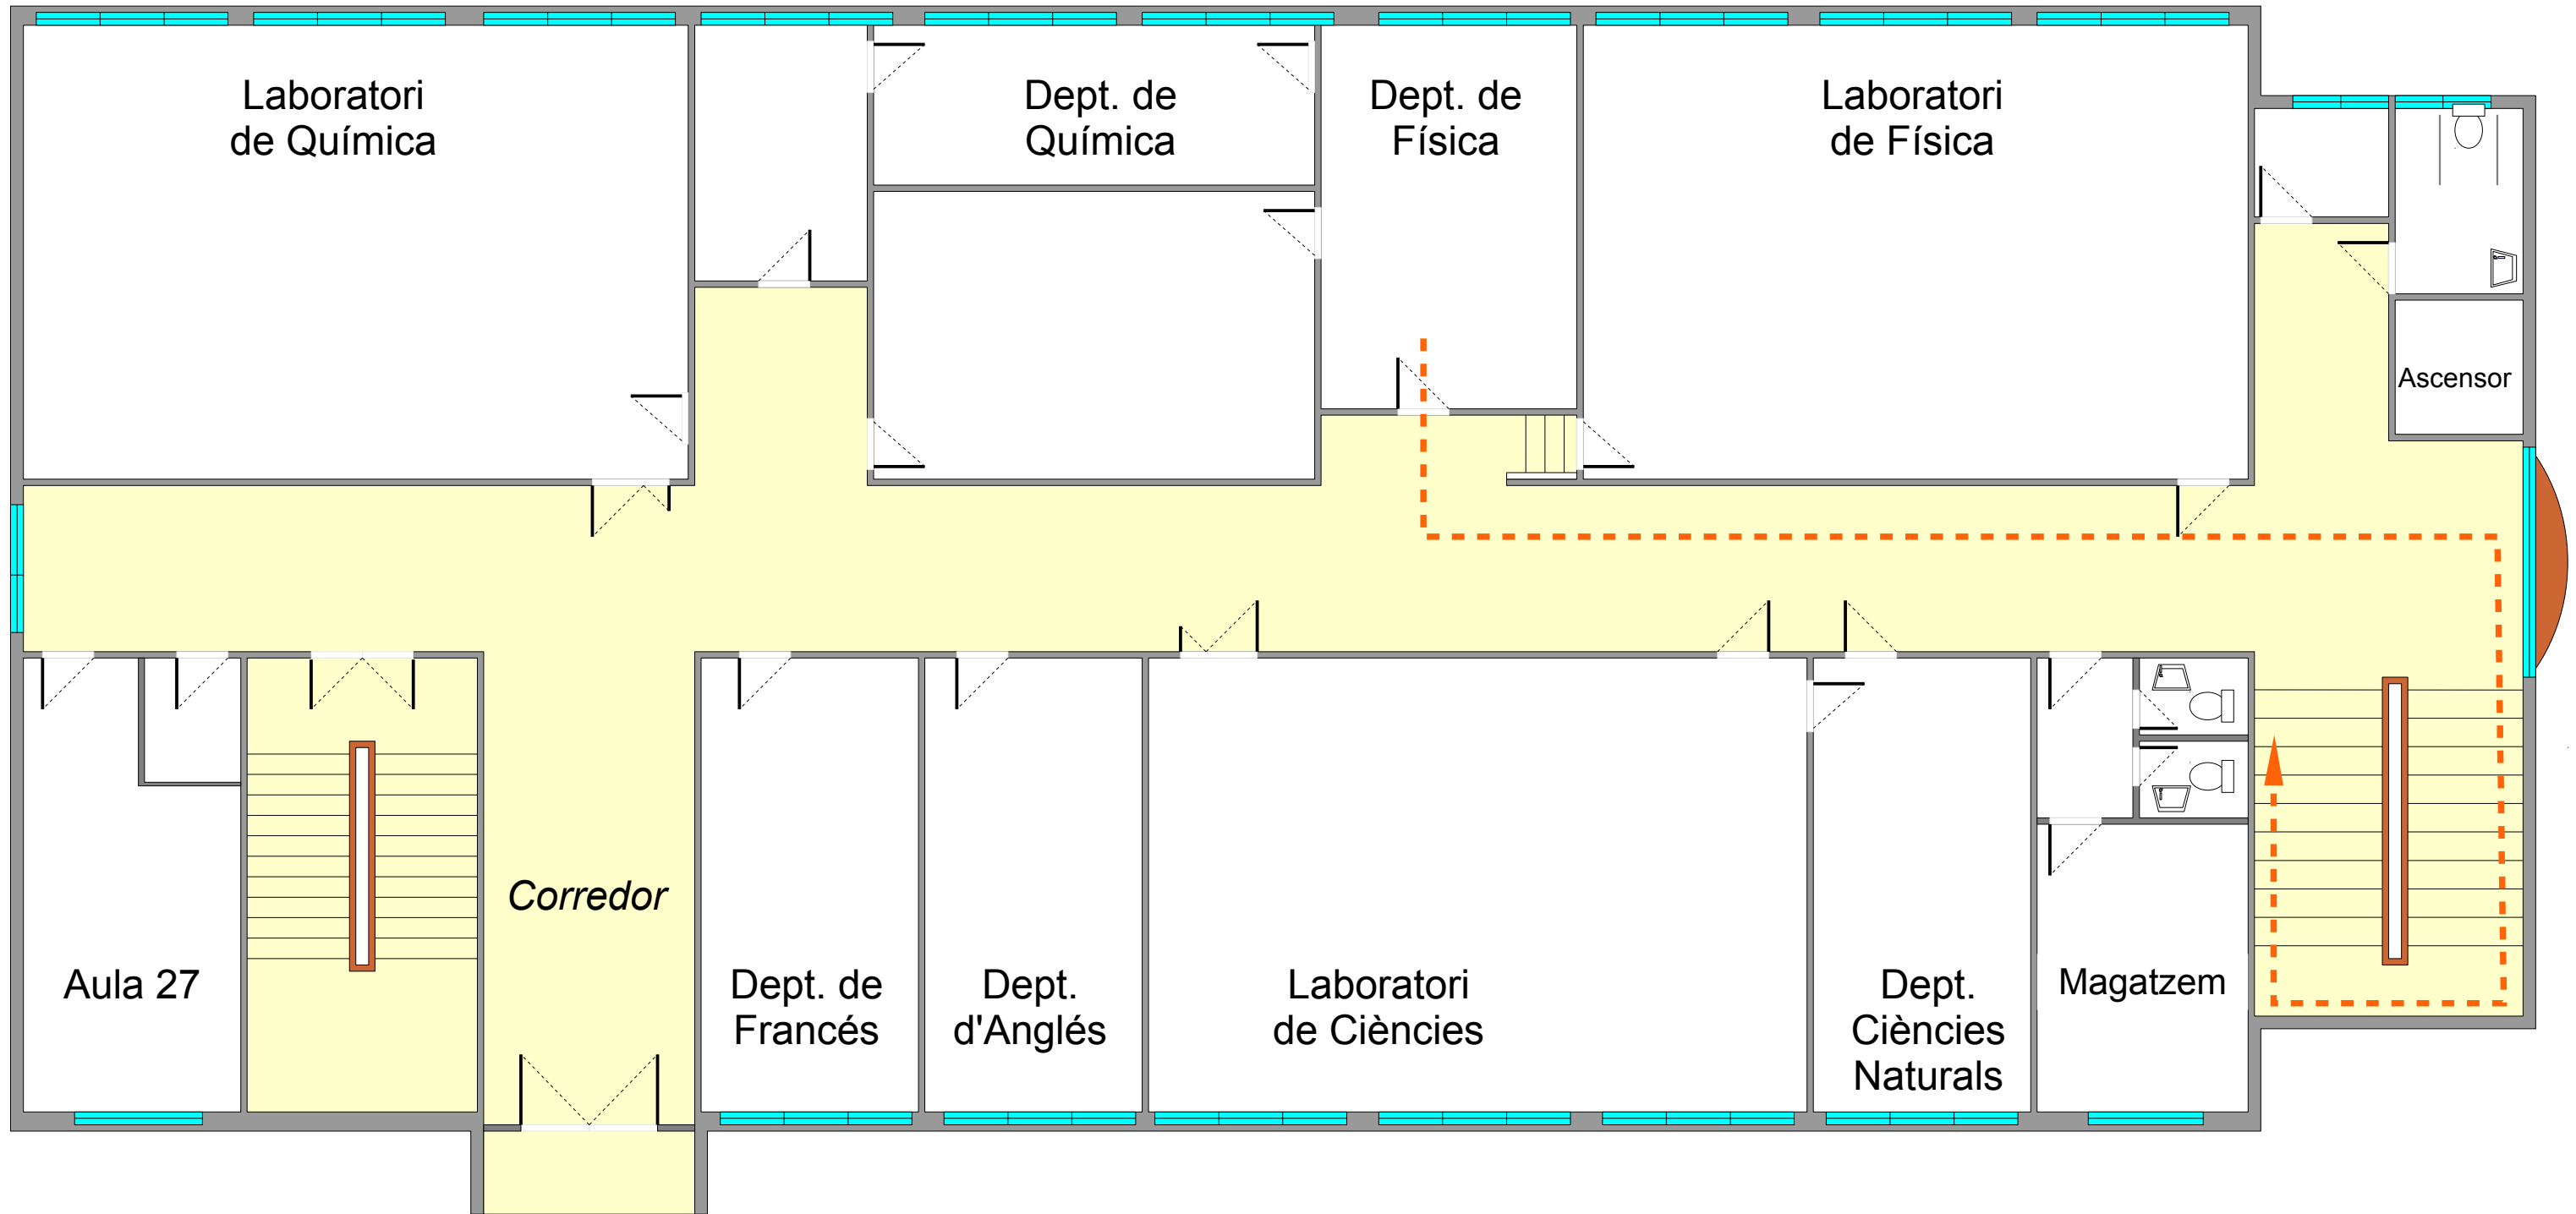 Laboratori
de Química
Dept. de
Química
Dept. de
Física
Laboratori
de Física
Ascensor
Corredor
Aula 27
Dept. de
Francés
Dept.
d'Anglés
Laboratori
de Ciències
Dept.
Ciències
Naturals
Magatzem